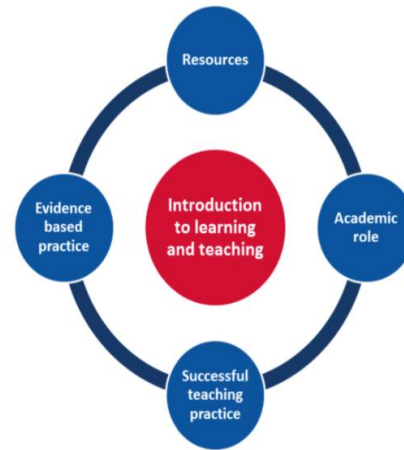 Resources
Evidence
based
practice
Introduction
to learning
and teaching
Academic
role
Successful
teaching
practice